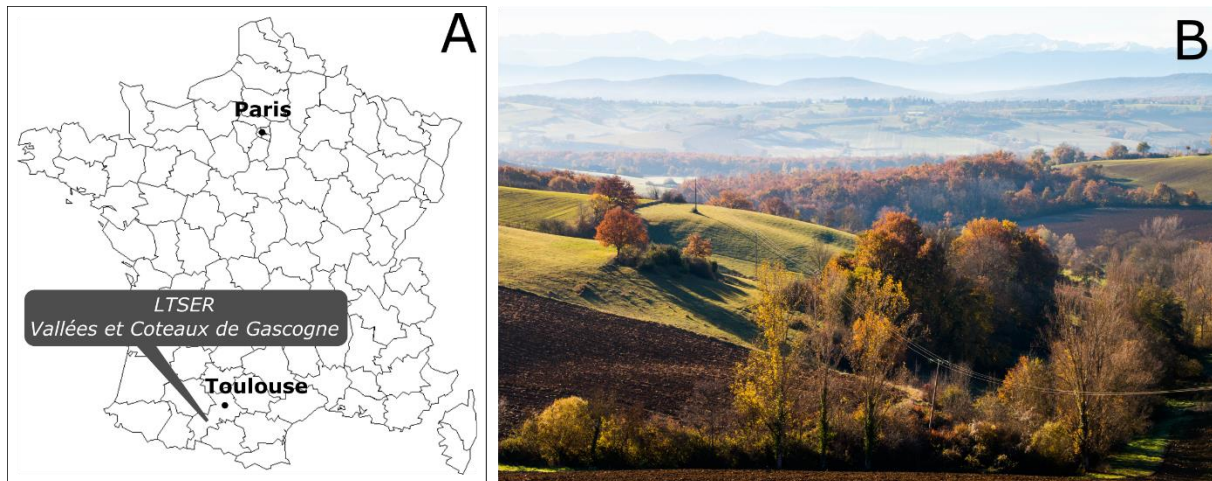 A
Paris
LTSER
Vallées et Coteaux de Gascogne
Toulouse
B